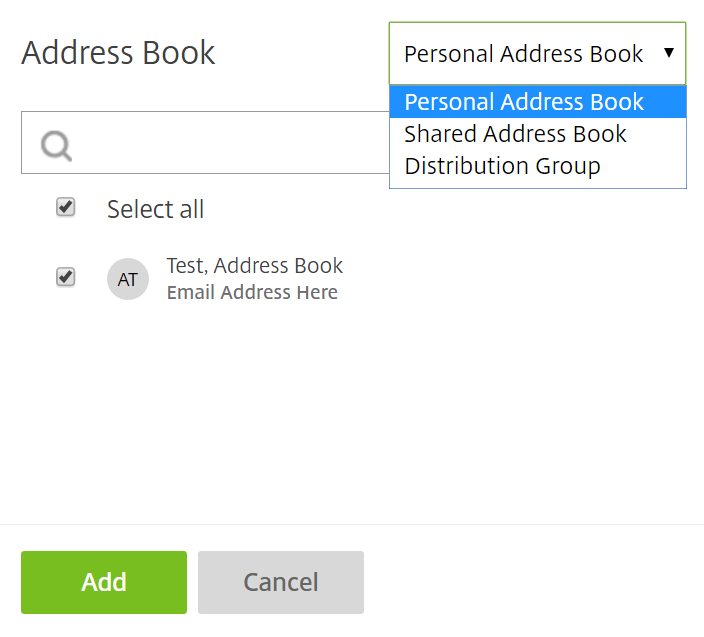 Address Book
Personal Address Book
Personal Address Book
Shared Address Book
Distribution Group
Select all
AT
Test, Address Book
Email Address Here
Add
Cancel